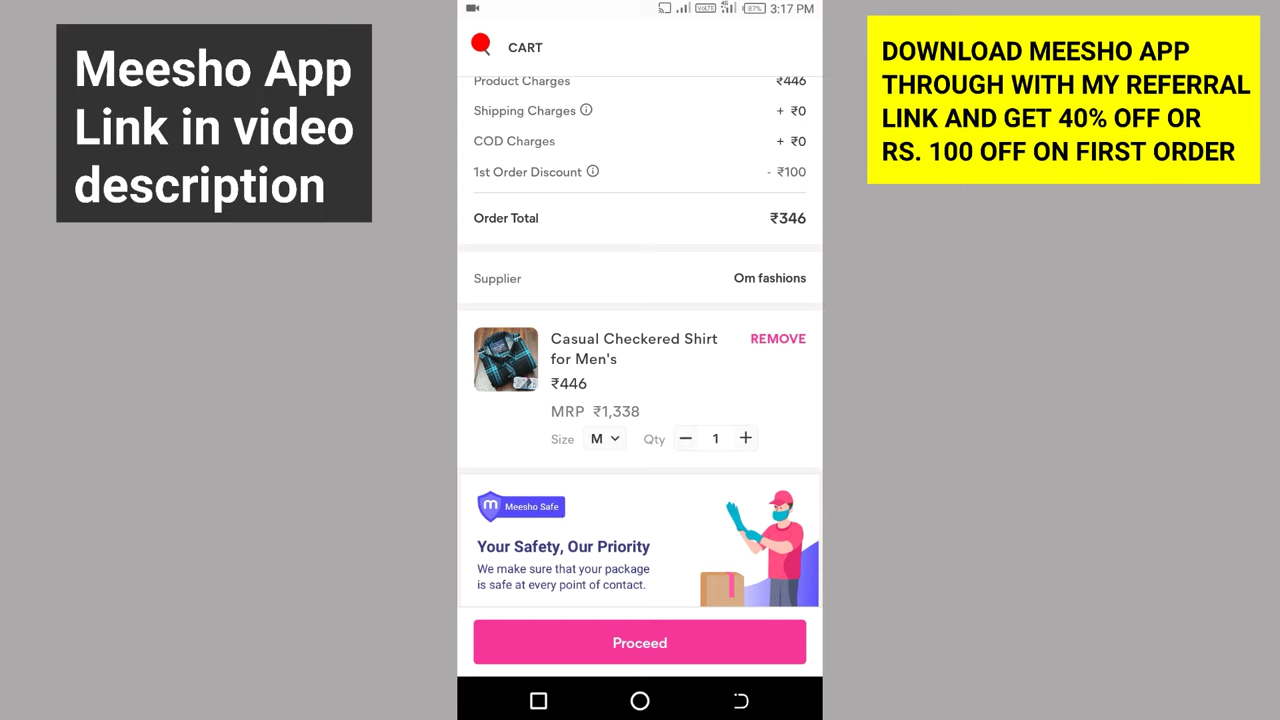 Meesho App
Link in video
description
VoLTE 4G 87% 3:17 PM
CART
Product Charges ₹446
Shipping Charges + ₹0
COD Charges + ₹0
1st Order Discount - ₹100
Order Total ₹346
Supplier Om fashions
Casual Checkered Shirt REMOVE
for Men's
₹446
MRP ₹1,338
Size M Qty 1
m Meesho Safe
Your Safety, Our Priority
We make sure that your package
is safe at every point of contact.
Proceed
DOWNLOAD MEESHO APP
THROUGH WITH MY REFERRAL
LINK AND GET 40% OFF OR
RS. 100 OFF ON FIRST ORDER